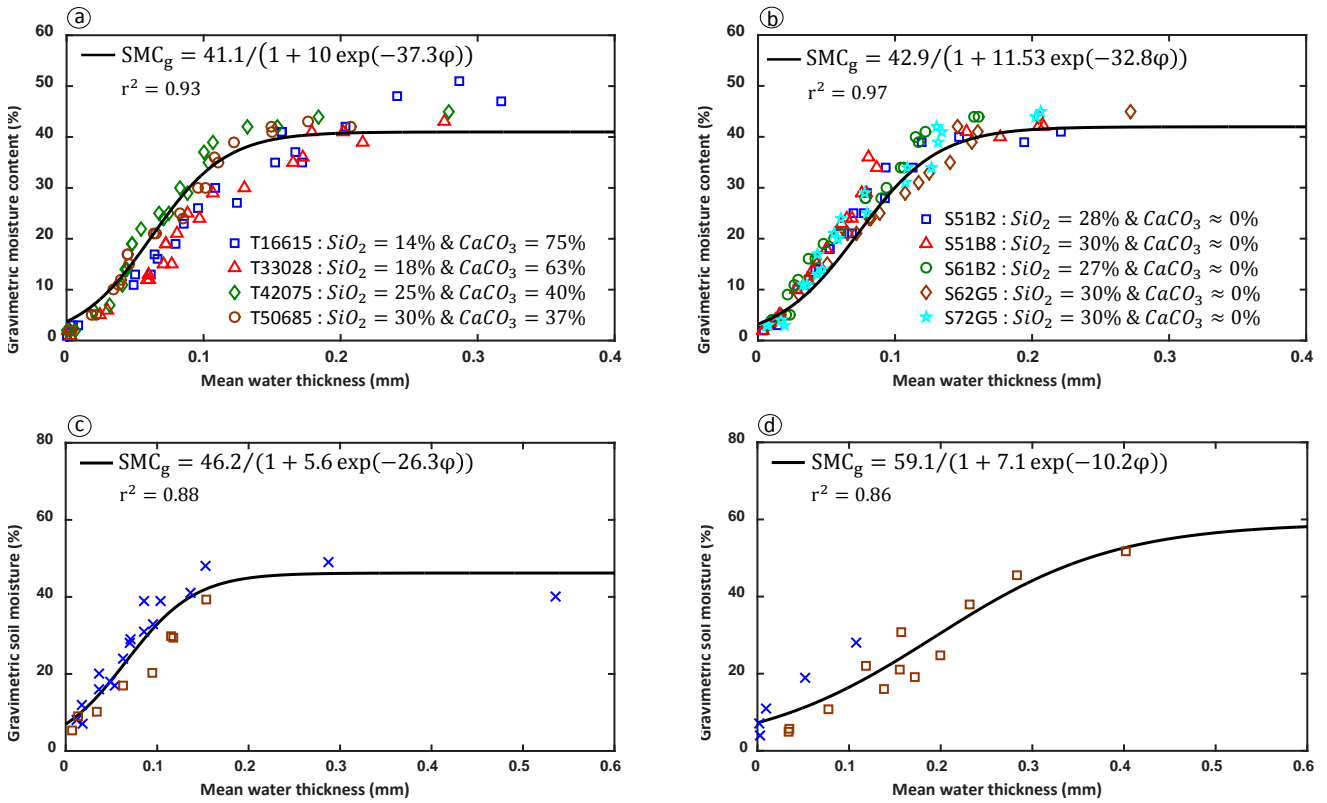 a
SMC_g = 41.1/(1 + 10 exp(−37.3φ))
r² = 0.93
T16615 : SiO₂ = 14% & CaCO₃ = 75%
T33028 : SiO₂ = 18% & CaCO₃ = 63%
T42075 : SiO₂ = 25% & CaCO₃ = 40%
T50685 : SiO₂ = 30% & CaCO₃ = 37%
Gravimetric moisture content (%)
60
50
40
30
20
10
0
0 0.1 0.2 0.3 0.4
Mean water thickness (mm)
b
SMC_g = 42.9/(1 + 11.53 exp(−32.8φ))
r² = 0.97
S51B2 : SiO₂ = 28% & CaCO₃ ≈ 0%
S51B8 : SiO₂ = 30% & CaCO₃ ≈ 0%
S61B2 : SiO₂ = 27% & CaCO₃ ≈ 0%
S62G5 : SiO₂ = 30% & CaCO₃ ≈ 0%
S72G5 : SiO₂ = 30% & CaCO₃ ≈ 0%
Gravimetric moisture content (%)
60
50
40
30
20
10
0
0 0.1 0.2 0.3 0.4
Mean water thickness (mm)
c
SMC_g = 46.2/(1 + 5.6 exp(−26.3φ))
r² = 0.88
Gravimetric soil moisture (%)
80
60
40
20
0
0 0.1 0.2 0.3 0.4 0.5 0.6
Mean water thickness (mm)
d
SMC_g = 59.1/(1 + 7.1 exp(−10.2φ))
r² = 0.86
Gravimetric soil moisture (%)
80
60
40
20
0
0 0.1 0.2 0.3 0.4 0.5 0.6
Mean water thickness (mm)